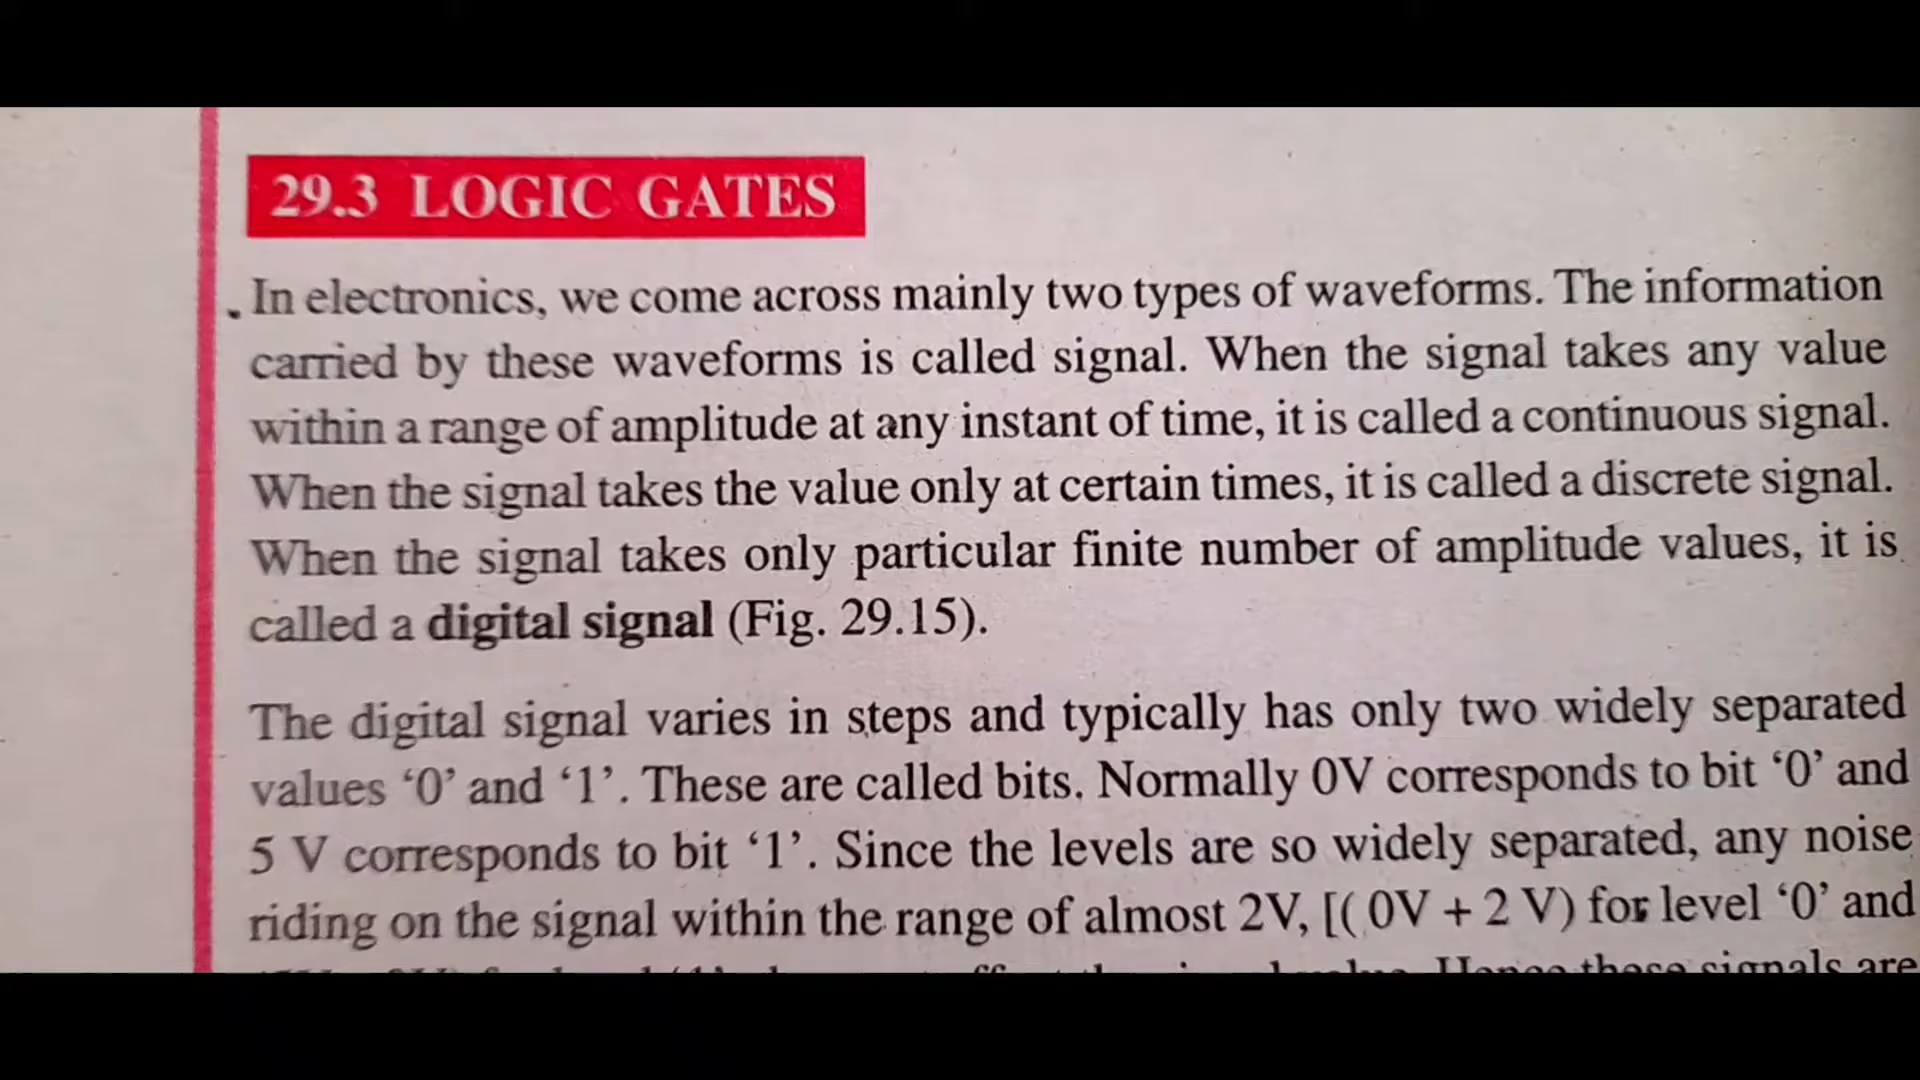 29.3 LOGIC GATES
In electronics, we come across mainly two types of waveforms. The information
carried by these waveforms is called signal. When the signal takes any value
within a range of amplitude at any instant of time, it is called a continuous signal.
When the signal takes the value only at certain times, it is called a discrete signal.
When the signal takes only particular finite number of amplitude values, it is
called a digital signal (Fig. 29.15).
The digital signal varies in steps and typically has only two widely separated
values ‘0’ and ‘1’. These are called bits. Normally 0V corresponds to bit ‘0’ and
5 V corresponds to bit ‘1’. Since the levels are so widely separated, any noise
riding on the signal within the range of almost 2V, [( 0V + 2 V) for level ‘0’ and
Hence these signals are